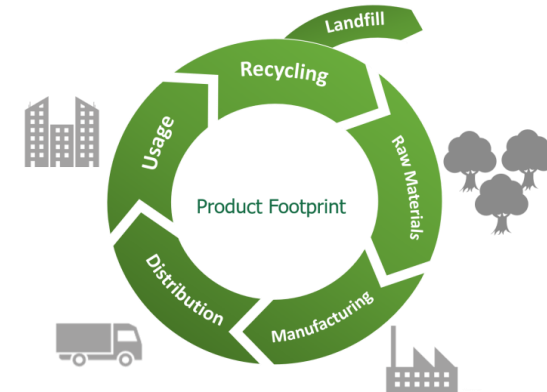 Landfill
Recycling
Raw Materials
Manufacturing
Distribution
Usage
Product Footprint